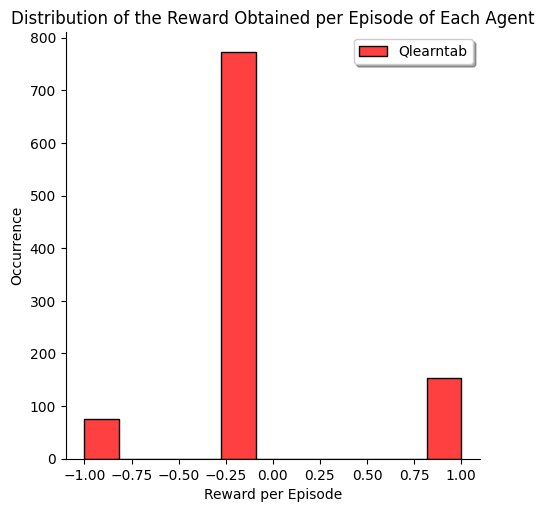 Distribution of the Reward Obtained per Episode of Each Agent
Qlearntab
800
700
600
500
400
300
200
100
0
Occurrence
−1.00 −0.75 −0.50 −0.25 0.00 0.25 0.50 0.75 1.00
Reward per Episode